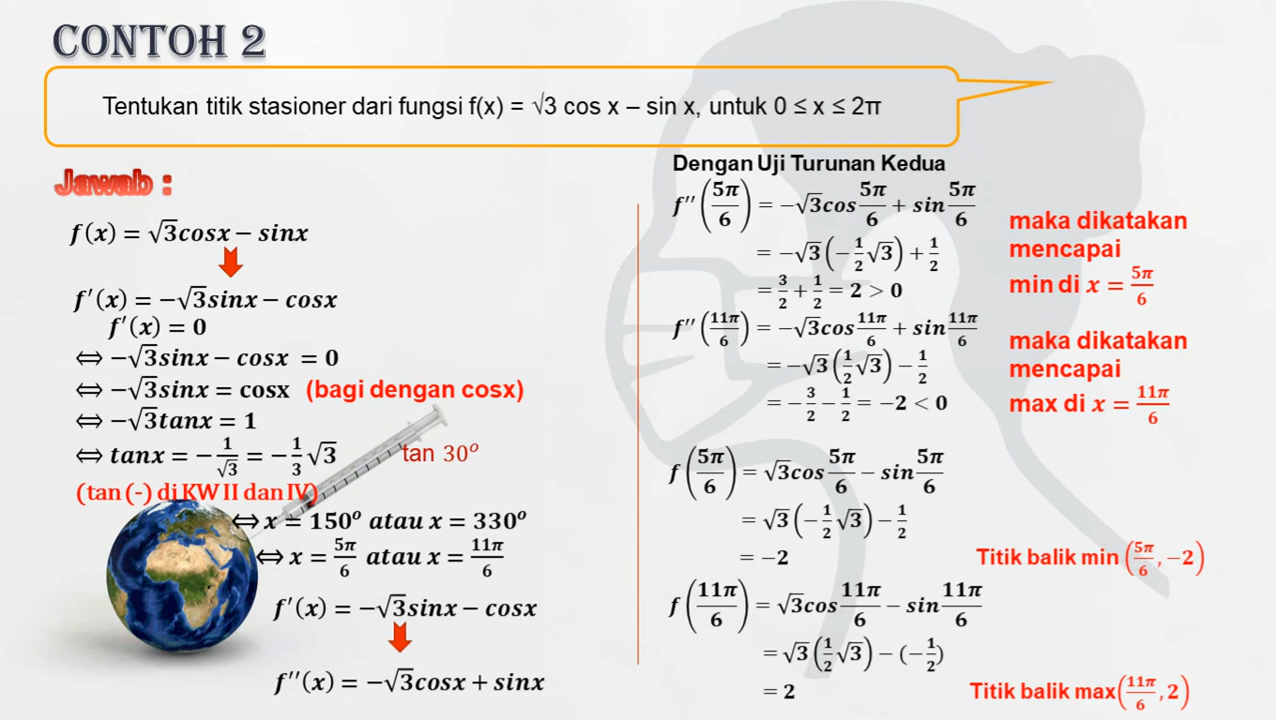 CONTOH 2
Tentukan titik stasioner dari fungsi f(x) = √3 cos x – sin x, untuk 0 ≤ x ≤ 2π
Jawab :
f(x) = √3cosx − sinx
f′(x) = −√3sinx − cosx
f′(x) = 0
⇔ −√3sinx − cosx = 0
⇔ −√3sinx = cosx (bagi dengan cosx)
⇔ −√3tanx = 1
⇔ tanx = −1/√3 = −1/3 √3 tan 30°
(tan (-) di KW II dan IV)
⇔ x = 150° atau x = 330°
⇔ x = 5π/6 atau x = 11π/6
f′(x) = −√3sinx − cosx
f′′(x) = −√3cosx + sinx
Dengan Uji Turunan Kedua
f′′(5π/6) = −√3cos 5π/6 + sin 5π/6
= −√3(−1/2 √3) + 1/2
= 3/2 + 1/2 = 2 > 0
maka dikatakan
mencapai
min di x = 5π/6
f′′(11π/6) = −√3cos 11π/6 + sin 11π/6
= −√3(1/2 √3) − 1/2
= −3/2 − 1/2 = −2 < 0
maka dikatakan
mencapai
max di x = 11π/6
f(5π/6) = √3cos 5π/6 − sin 5π/6
= √3(−1/2 √3) − 1/2
= −2
Titik balik min (5π/6 , −2)
f(11π/6) = √3cos 11π/6 − sin 11π/6
= √3(1/2 √3) − (−1/2)
= 2
Titik balik max(11π/6 , 2)